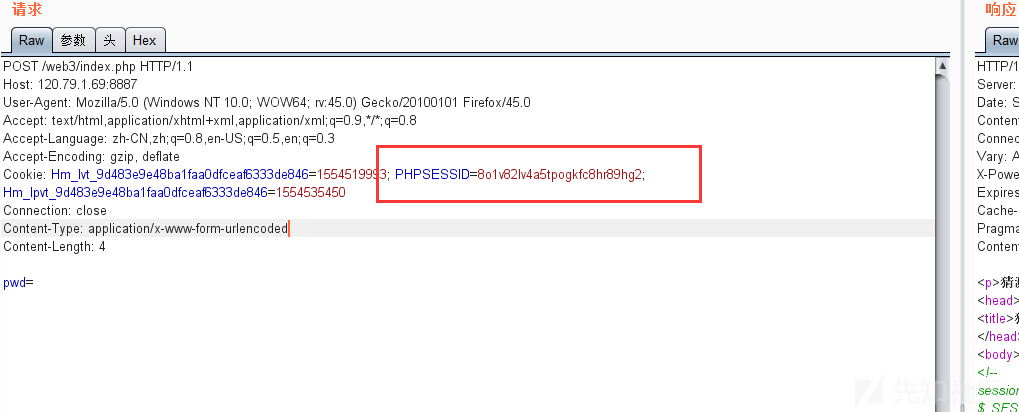 请求
响应
Raw 参数 头 Hex
Raw
POST /web3/index.php HTTP/1.1
Host: 120.79.1.69:8887
User-Agent: Mozilla/5.0 (Windows NT 10.0; WOW64; rv:45.0) Gecko/20100101 Firefox/45.0
Accept: text/html,application/xhtml+xml,application/xml;q=0.9,*/*;q=0.8
Accept-Language: zh-CN,zh;q=0.8,en-US;q=0.5,en;q=0.3
Accept-Encoding: gzip, deflate
Cookie: Hm_lvt_9d483e9e48ba1faa0dfceaf6333de846=1554519993; PHPSESSID=8o1v82lv4a5tpogkfc8hr89hg2;
Hm_lpvt_9d483e9e48ba1faa0dfceaf6333de846=1554535450
Connection: close
Content-Type: application/x-www-form-urlencoded
Content-Length: 4
pwd=
HTTP/1
Server:
Date: S
Content
Connec
Vary: A
X-Powe
Expires
Cache-
Pragma
Conten
<p>猜
<head>
<title>
</head
<body>
<!--
session
$_SES
先知社区